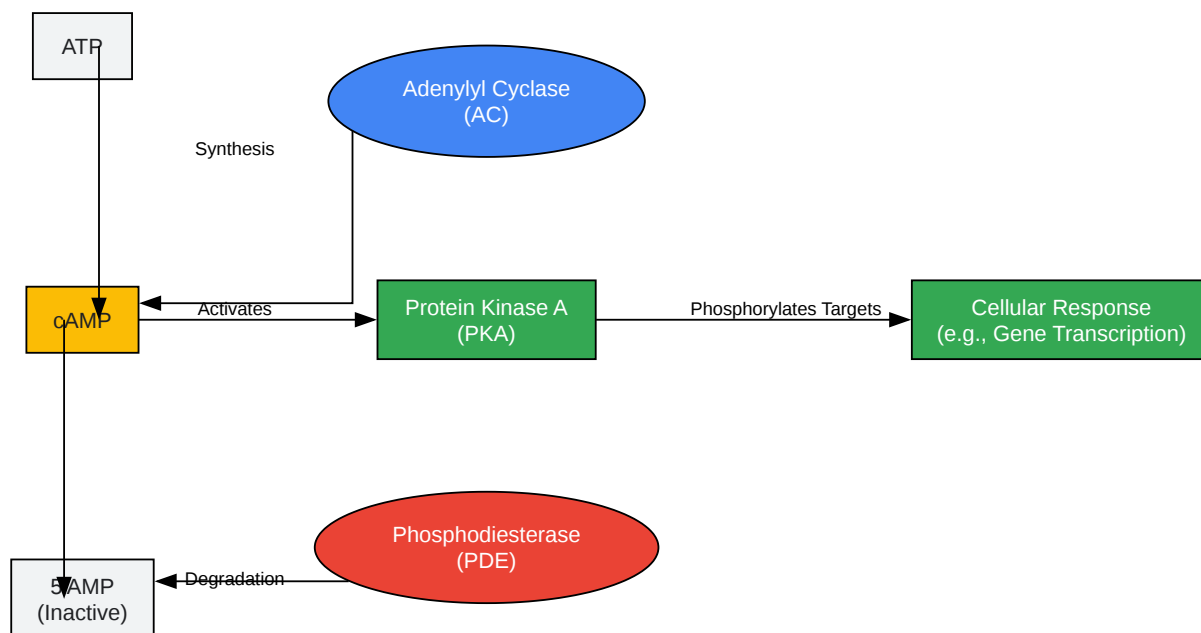 ATP
Adenylyl Cyclase
(AC)
Synthesis
cAMP
Activates
Protein Kinase A
(PKA)
Phosphorylates Targets
Cellular Response
(e.g., Gene Transcription)
Phosphodiesterase
(PDE)
Degradation
5'AMP
(Inactive)